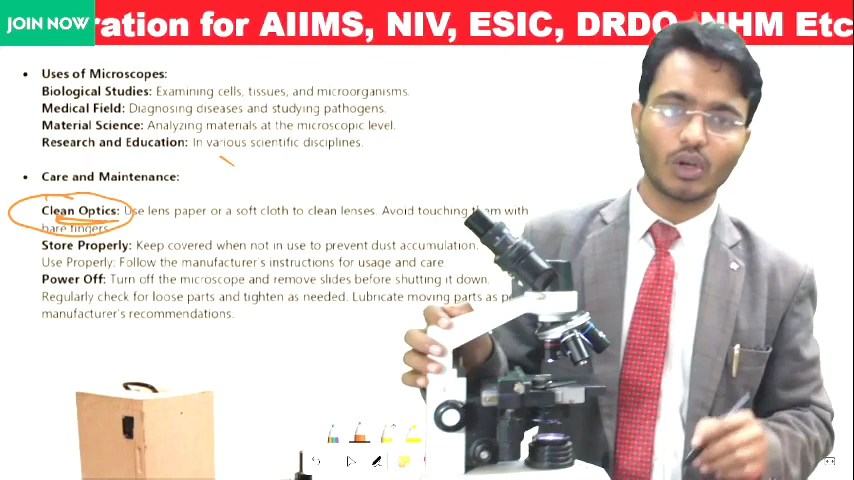 JOIN NOW
ration for AIIMS, NIV, ESIC, DRDO, NHM Etc
• Uses of Microscopes:
Biological Studies: Examining cells, tissues, and microorganisms.
Medical Field: Diagnosing diseases and studying pathogens.
Material Science: Analyzing materials at the microscopic level.
Research and Education: In various scientific disciplines.
• Care and Maintenance:
Clean Optics: Use lens paper or a soft cloth to clean lenses. Avoid touching them with
bare fingers.
Store Properly: Keep covered when not in use to prevent dust accumulation.
Use Properly: Follow the manufacturer's instructions for usage and care
Power Off: Turn off the microscope and remove slides before shutting it down.
Regularly check for loose parts and tighten as needed. Lubricate moving parts as
manufacturer's recommendations.